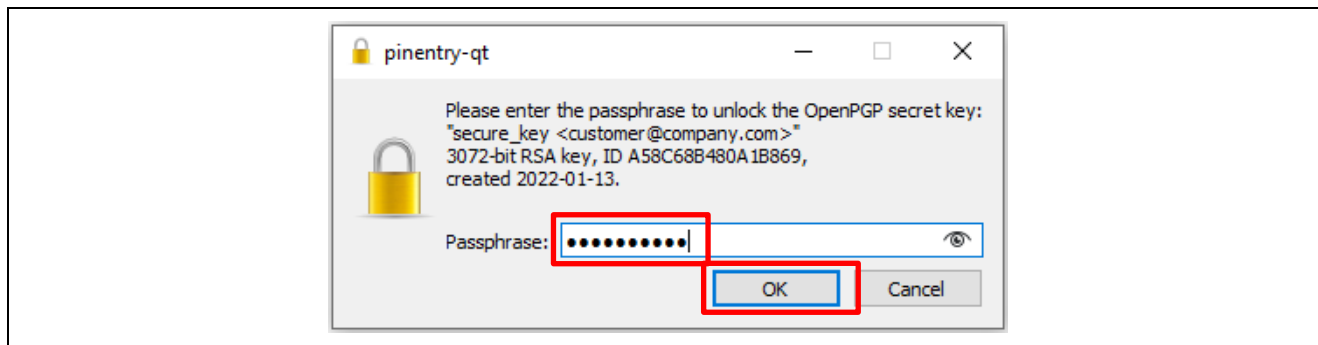 pinentry-qt
Please enter the passphrase to unlock the OpenPGP secret key:
"secure_key <customer@company.com>"
3072-bit RSA key, ID A58C68B480A1B869,
created 2022-01-13.
Passphrase: ●●●●●●●●●●
OK Cancel